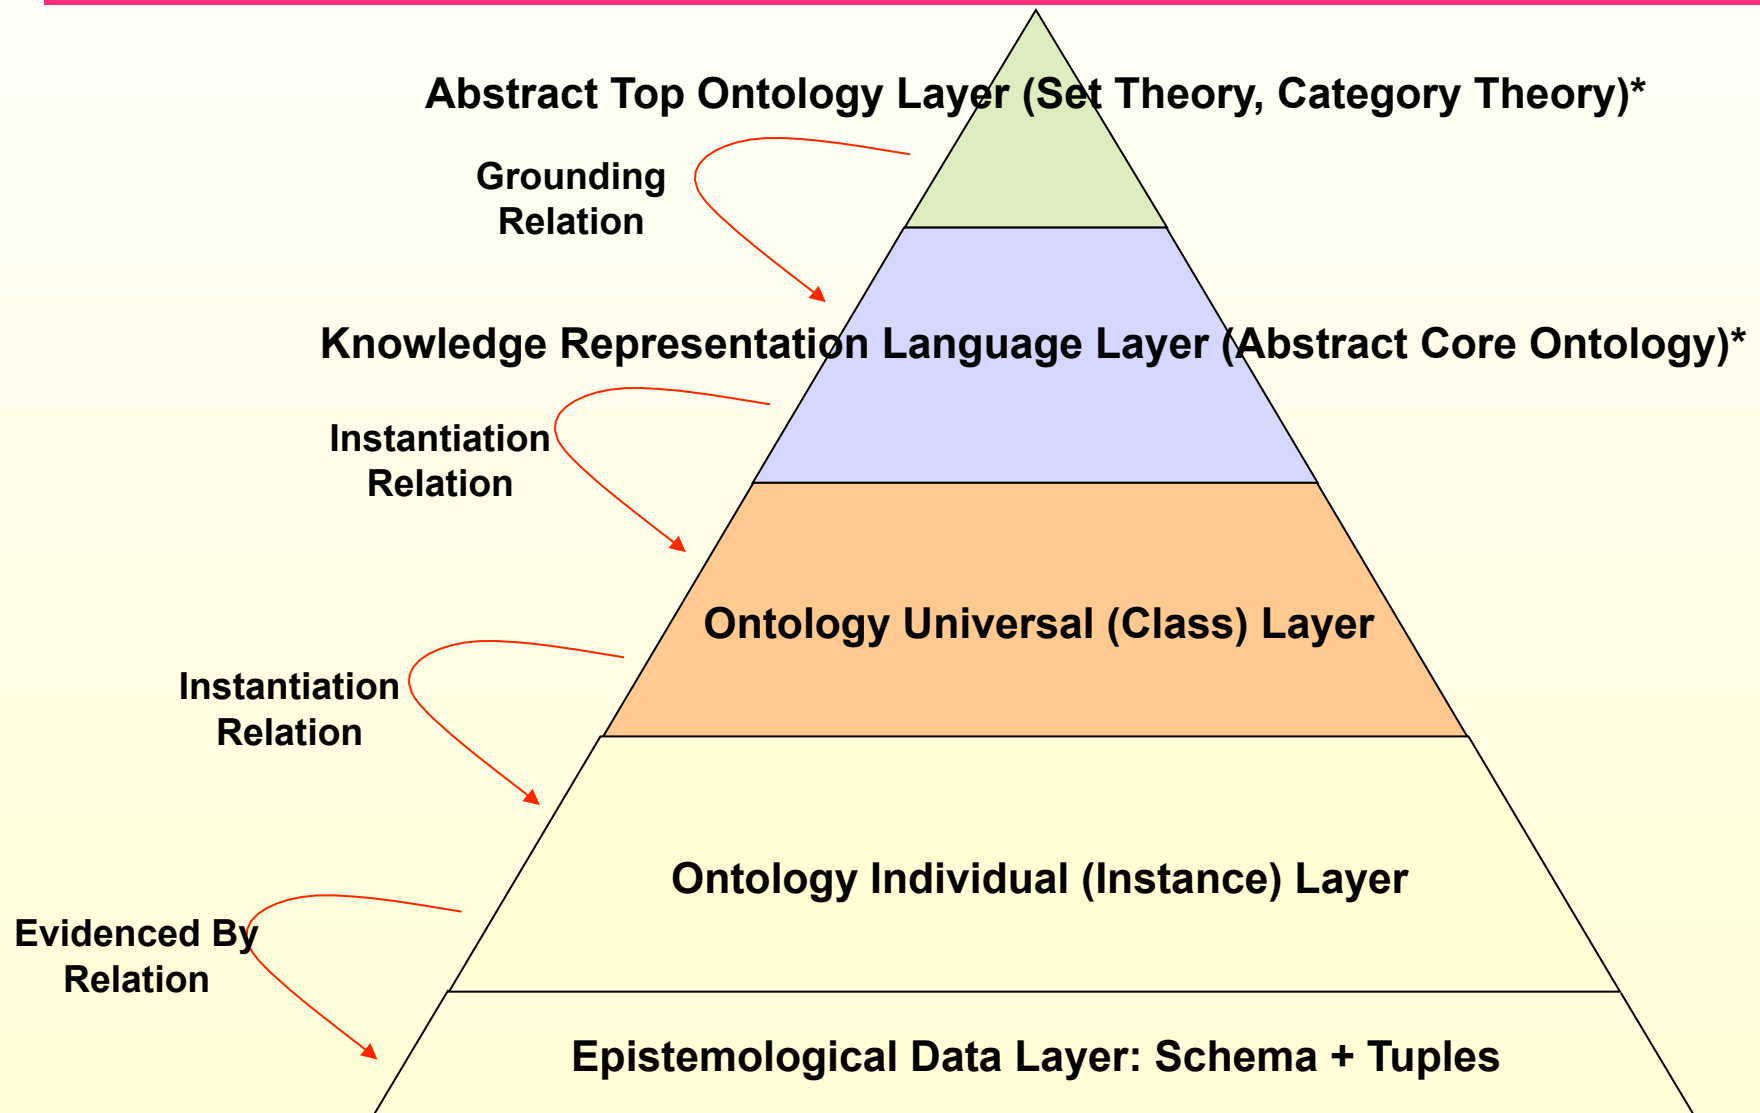 Abstract Top Ontology Layer (Set Theory, Category Theory)*
Grounding
Relation
Knowledge Representation Language Layer (Abstract Core Ontology)*
Instantiation
Relation
Ontology Universal (Class) Layer
Instantiation
Relation
Ontology Individual (Instance) Layer
Evidenced By
Relation
Epistemological Data Layer: Schema + Tuples